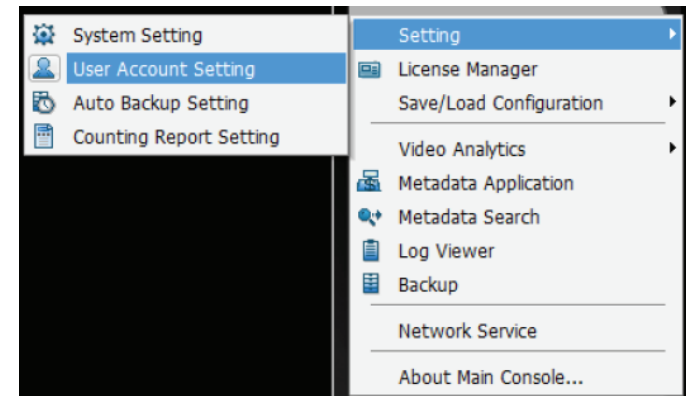 System Setting
User Account Setting
Auto Backup Setting
Counting Report Setting
Setting
License Manager
Save/Load Configuration
Video Analytics
Metadata Application
Metadata Search
Log Viewer
Backup
Network Service
About Main Console...